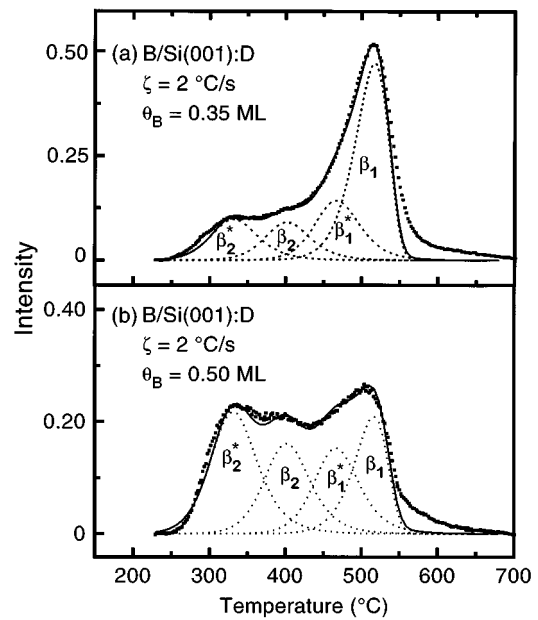 0.50
0.25
0
(a) B/Si(001):D
ζ = 2 °C/s
θB = 0.35 ML
β2*
β2
β1*
β1
Intensity
0.40
0.20
0
(b) B/Si(001):D
ζ = 2 °C/s
θB = 0.50 ML
β2*
β2
β1*
β1
200 300 400 500 600 700
Temperature (°C)